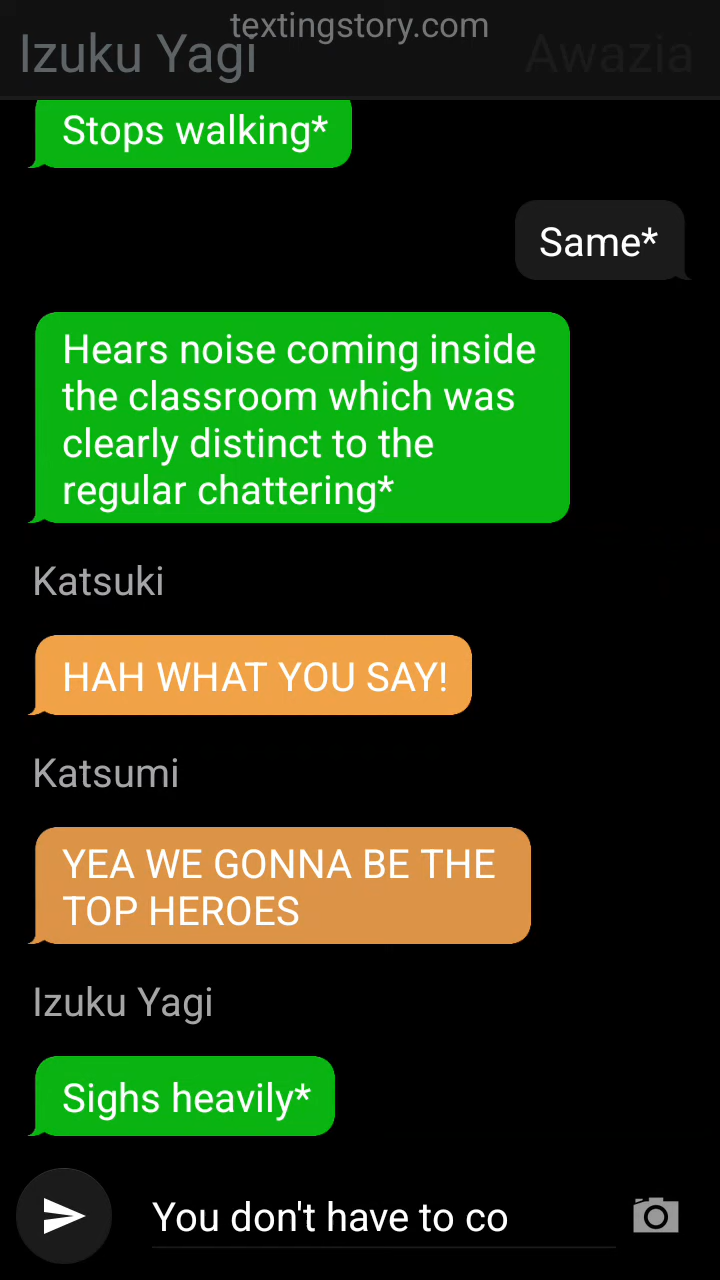 textingstory.com
Izuku Yagi
Awazia
Stops walking*
Same*
Hears noise coming inside
the classroom which was
clearly distinct to the
regular chattering*
Katsuki
HAH WHAT YOU SAY!
Katsumi
YEA WE GONNA BE THE
TOP HEROES
Izuku Yagi
Sighs heavily*
You don't have to co